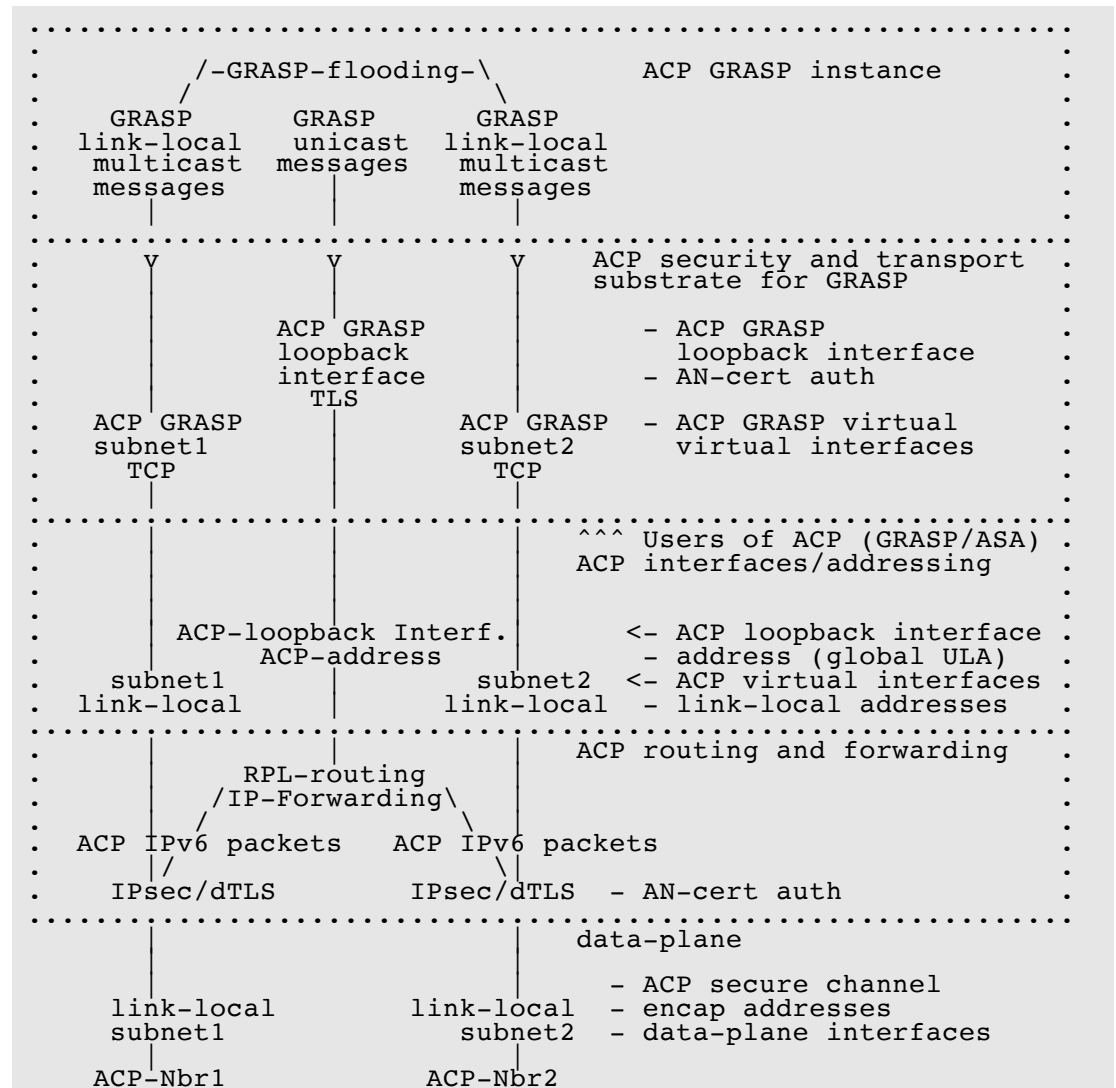 /-GRASP-flooding-\ ACP GRASP instance
/ \
GRASP GRASP GRASP
link-local unicast link-local
multicast messages multicast
messages | messages
| | |
v v v ACP security and transport
| | | substrate for GRASP
| | |
| ACP GRASP | - ACP GRASP
| loopback | loopback interface
| interface | - AN-cert auth
| TLS |
ACP GRASP | ACP GRASP - ACP GRASP virtual
subnet1 | subnet2 virtual interfaces
TCP | TCP
| | |
| | | ^^^ Users of ACP (GRASP/ASA)
| | | ACP interfaces/addressing
| | |
| ACP-loopback Interf.| <- ACP loopback interface
| ACP-address | - address (global ULA)
subnet1 | subnet2 <- ACP virtual interfaces
link-local | link-local - link-local addresses
| | | ACP routing and forwarding
| RPL-routing |
| /IP-Forwarding\ |
| / \ |
ACP IPv6 packets ACP IPv6 packets
|/ \|
IPsec/dTLS IPsec/dTLS - AN-cert auth
| | data-plane
| |
| | - ACP secure channel
link-local link-local - encap addresses
subnet1 subnet2 - data-plane interfaces
| |
ACP-Nbr1 ACP-Nbr2